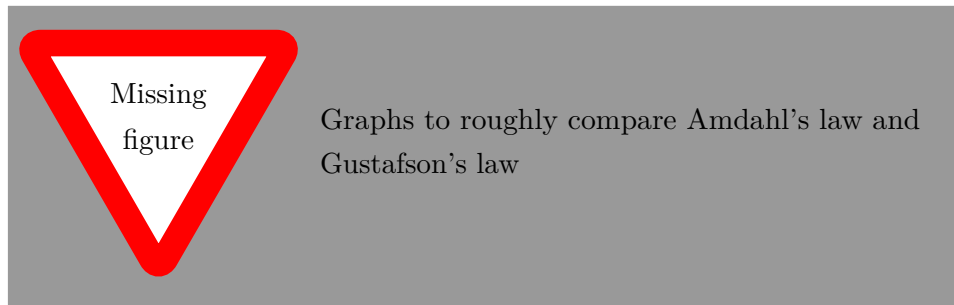 Missing
figure
Graphs to roughly compare Amdahl's law and
Gustafson's law